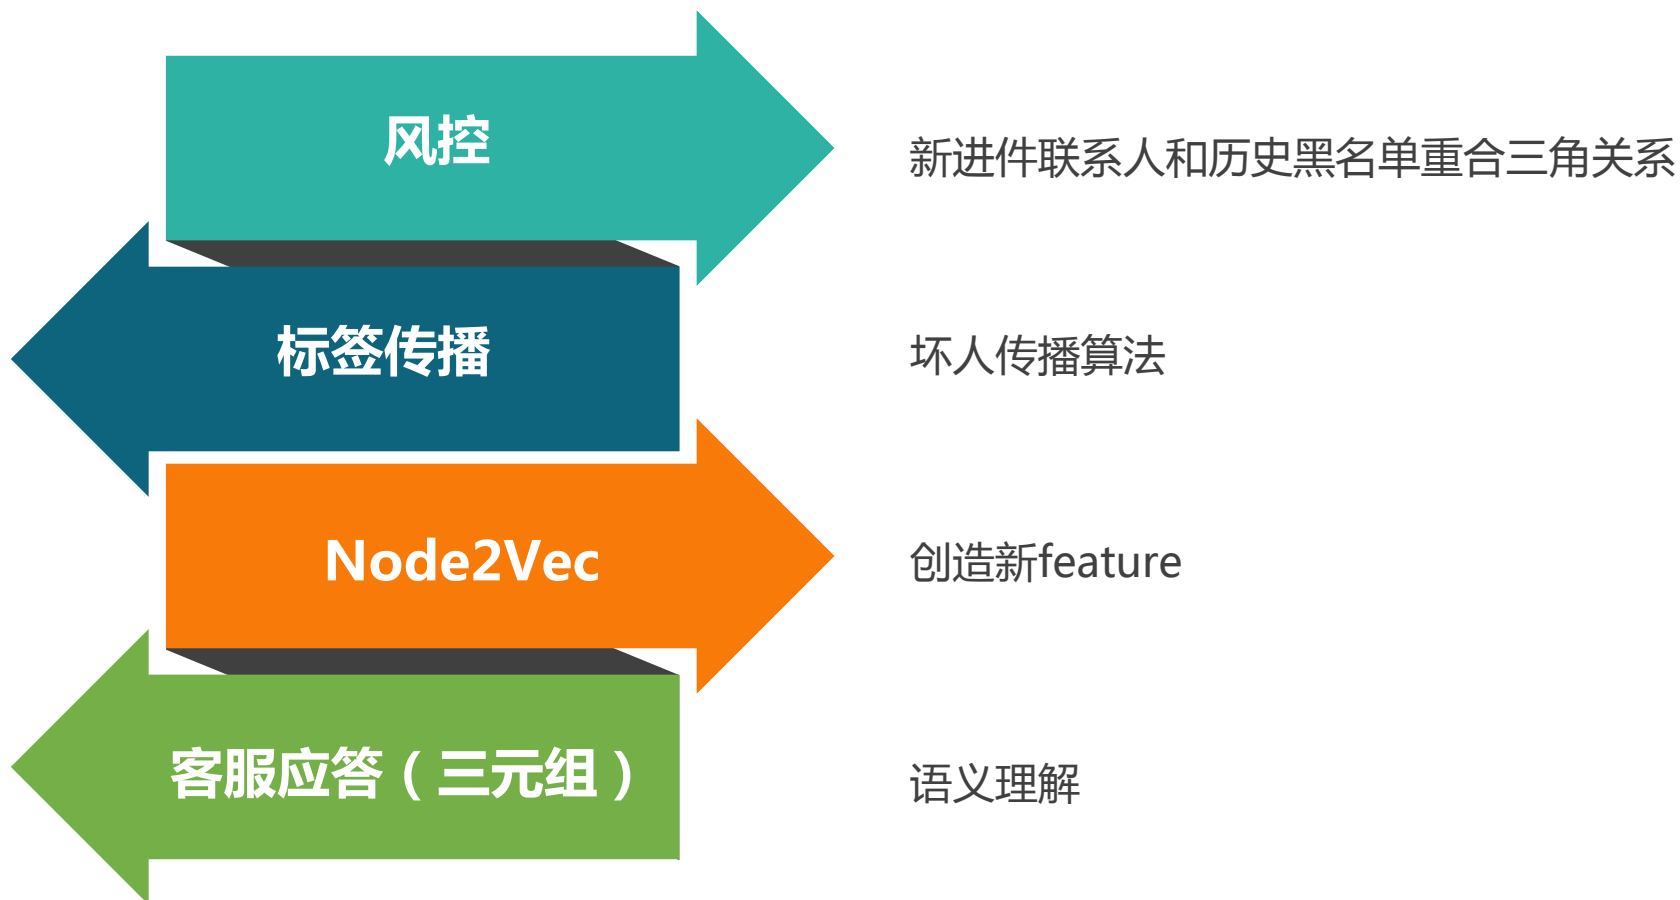 风控
新进件联系人和历史黑名单重合三角关系
标签传播
坏人传播算法
Node2Vec
创造新feature
客服应答（三元组）
语义理解